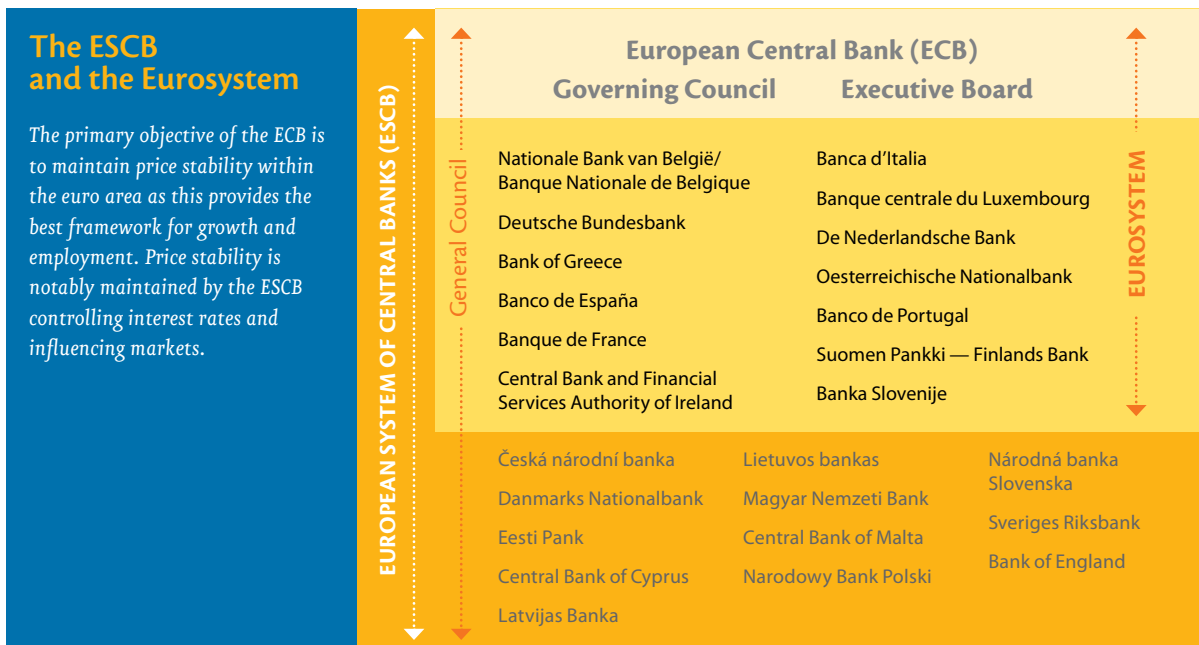 The ESCB
and the Eurosystem
The primary objective of the ECB is
to maintain price stability within
the euro area as this provides the
best framework for growth and
employment. Price stability is
notably maintained by the ESCB
controlling interest rates and
influencing markets.
EUROPEAN SYSTEM OF CENTRAL BANKS (ESCB)
General Council
European Central Bank (ECB)
Governing Council Executive Board
Nationale Bank van België/
Banque Nationale de Belgique
Deutsche Bundesbank
Bank of Greece
Banco de España
Banque de France
Central Bank and Financial
Services Authority of Ireland
Banca d’Italia
Banque centrale du Luxembourg
De Nederlandsche Bank
Oesterreichische Nationalbank
Banco de Portugal
Suomen Pankki — Finlands Bank
Banka Slovenije
EUROSYSTEM
Česká národní banka
Danmarks Nationalbank
Eesti Pank
Central Bank of Cyprus
Latvijas Banka
Lietuvos bankas
Magyar Nemzeti Bank
Central Bank of Malta
Narodowy Bank Polski
Národná banka
Slovenska
Sveriges Riksbank
Bank of England